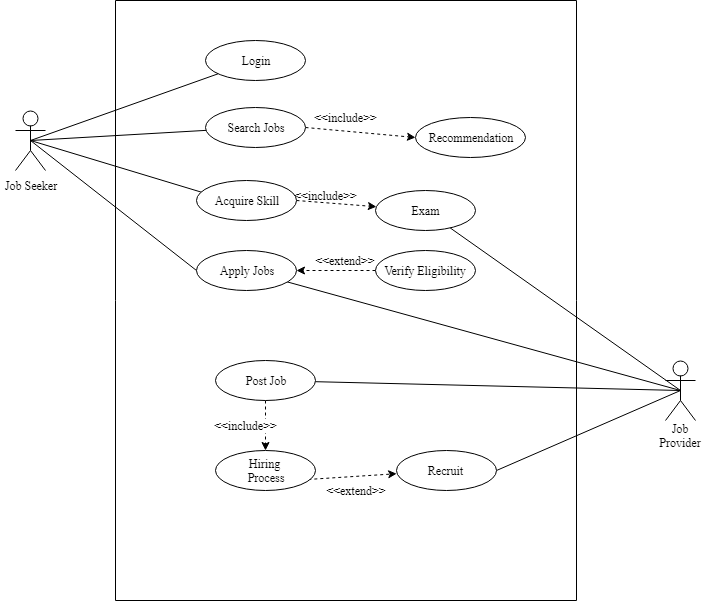 Login
Search Jobs
<<include>>
Recommendation
Job Seeker
Acquire Skill
<<include>>
Exam
Apply Jobs
<<extend>>
Verify Eligibility
Post Job
<<include>>
Job
Provider
Hiring
Process
Recruit
<<extend>>